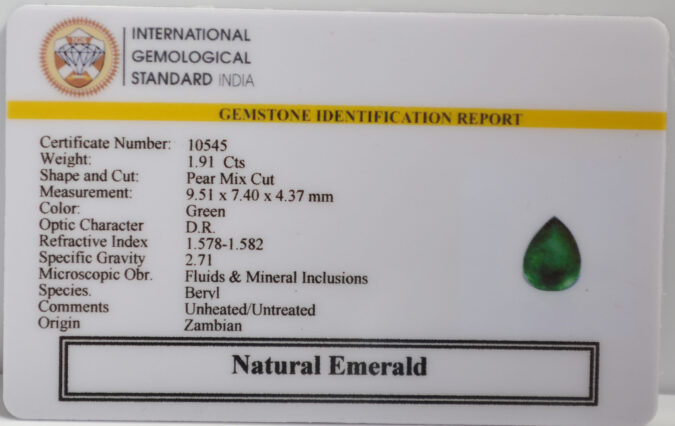 IGS
INTERNATIONAL
GEMOLOGICAL
STANDARD INDIA
GEMSTONE IDENTIFICATION REPORT
Certificate Number: 10545
Weight: 1.91 Cts
Shape and Cut: Pear Mix Cut
Measurement: 9.51 x 7.40 x 4.37 mm
Color: Green
Optic Character D.R.
Refractive Index 1.578-1.582
Specific Gravity 2.71
Microscopic Obr. Fluids & Mineral Inclusions
Species. Beryl
Comments Unheated/Untreated
Origin Zambian
Natural Emerald